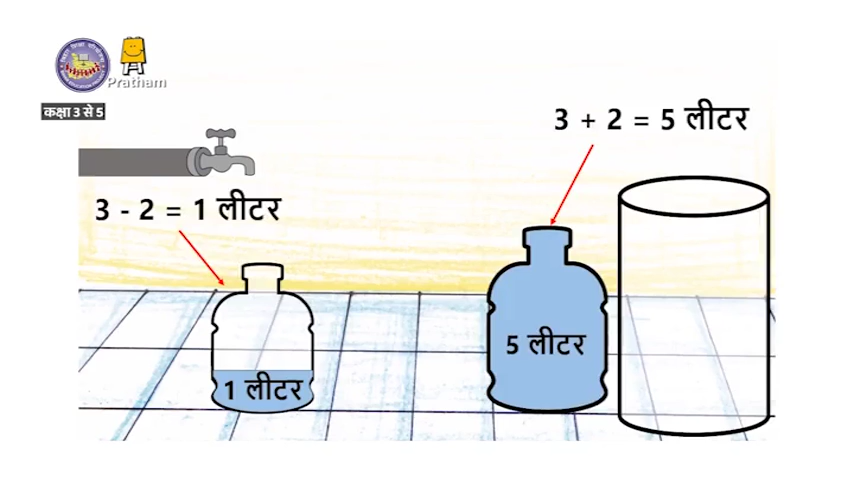 Pratham
कक्षा 3 से 5
3 + 2 = 5 लीटर
3 - 2 = 1 लीटर
5 लीटर
1 लीटर